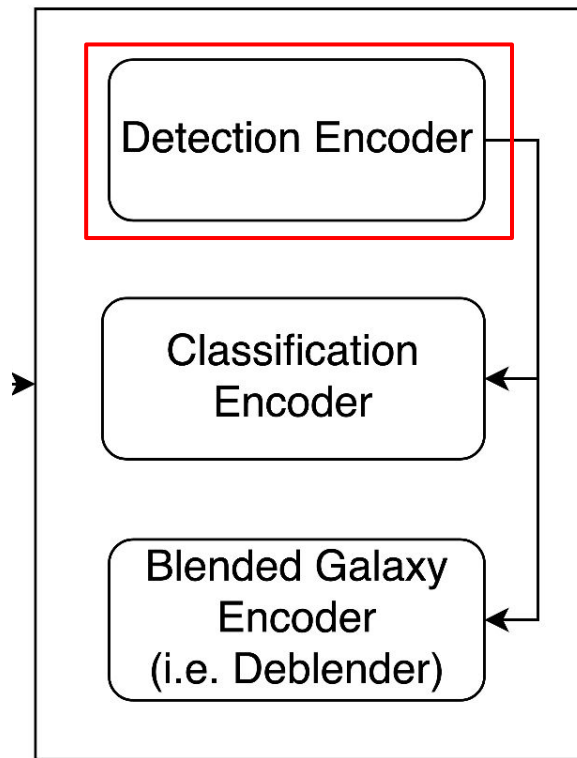 Detection Encoder
Classification
Encoder
Blended Galaxy
Encoder
(i.e. Deblender)